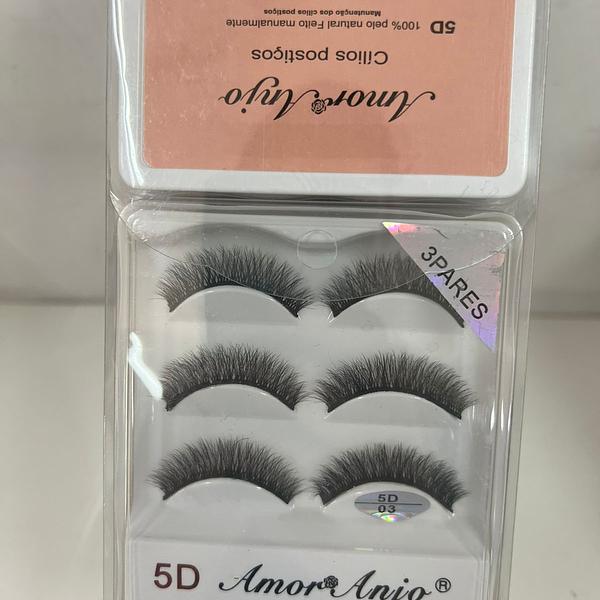 Amor Anjo
Cílios postiços
5D 100% pelo natural Feito manualmente
Manutenção dos cílios postiços
3PARES
5D
03
5D Amor Anjo ®